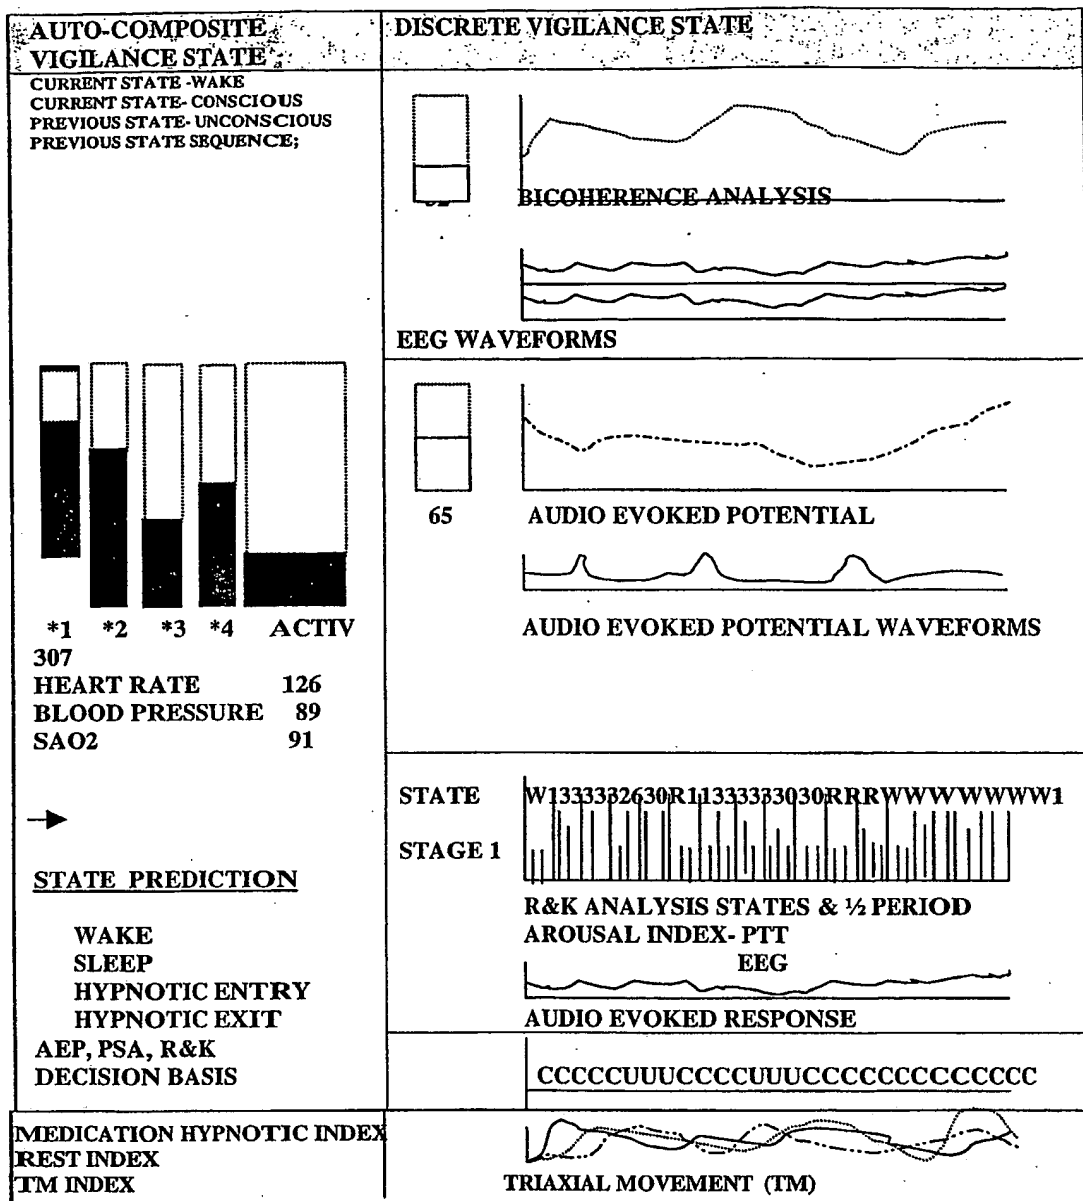 AUTO-COMPOSITE
VIGILANCE STATE
CURRENT STATE -WAKE
CURRENT STATE- CONSCIOUS
PREVIOUS STATE- UNCONSCIOUS
PREVIOUS STATE SEQUENCE;
*1 *2 *3 *4 ACTIV
307
HEART RATE 126
BLOOD PRESSURE 89
SAO2 91
STATE PREDICTION
WAKE
SLEEP
HYPNOTIC ENTRY
HYPNOTIC EXIT
AEP, PSA, R&K
DECISION BASIS
MEDICATION HYPNOTIC INDEX
REST INDEX
TM INDEX
DISCRETE VIGILANCE STATE
BICOHERENCE ANALYSIS
EEG WAVEFORMS
65 AUDIO EVOKED POTENTIAL
AUDIO EVOKED POTENTIAL WAVEFORMS
STATE W1333332630R11333333030RRRWWWWWWWW1
STAGE 1
R&K ANALYSIS STATES & ½ PERIOD
AROUSAL INDEX- PTT
EEG
AUDIO EVOKED RESPONSE
CCCCCUUUCCCCUUUCCCCCCCCCCCCCC
TRIAXIAL MOVEMENT (TM)